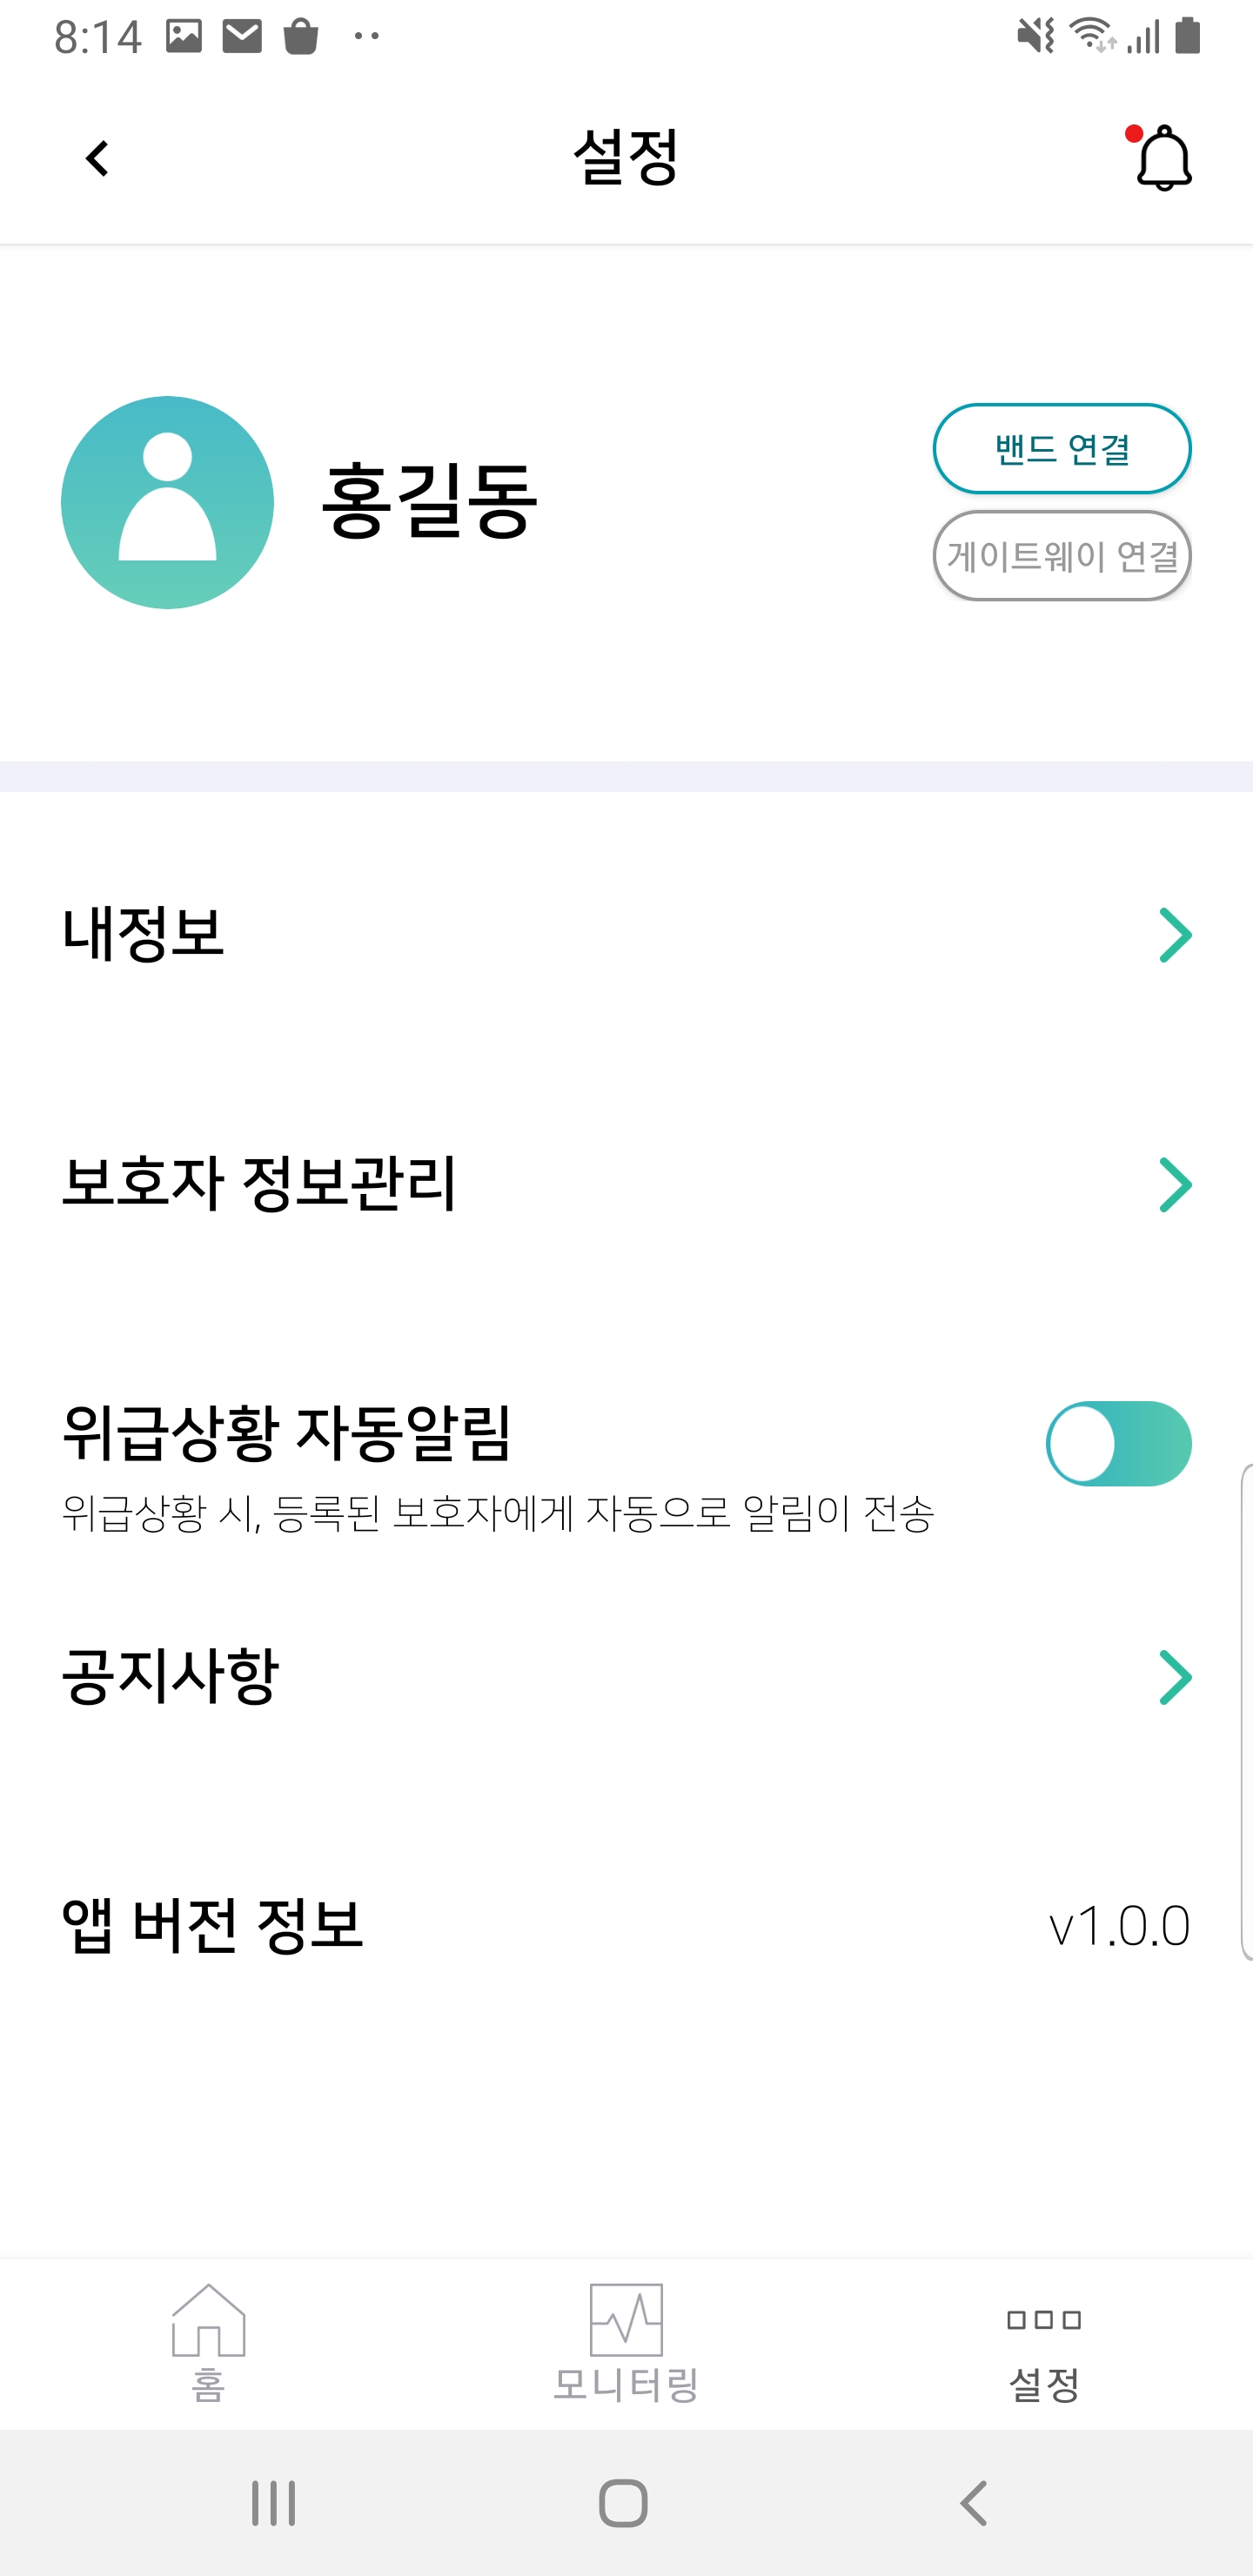 8:14
설정
홍길동
밴드 연결
게이트웨이 연결
내정보
보호자 정보관리
위급상황 자동알림
위급상황 시, 등록된 보호자에게 자동으로 알림이 전송
공지사항
앱 버전 정보
v1.0.0
홈
모니터링
설정